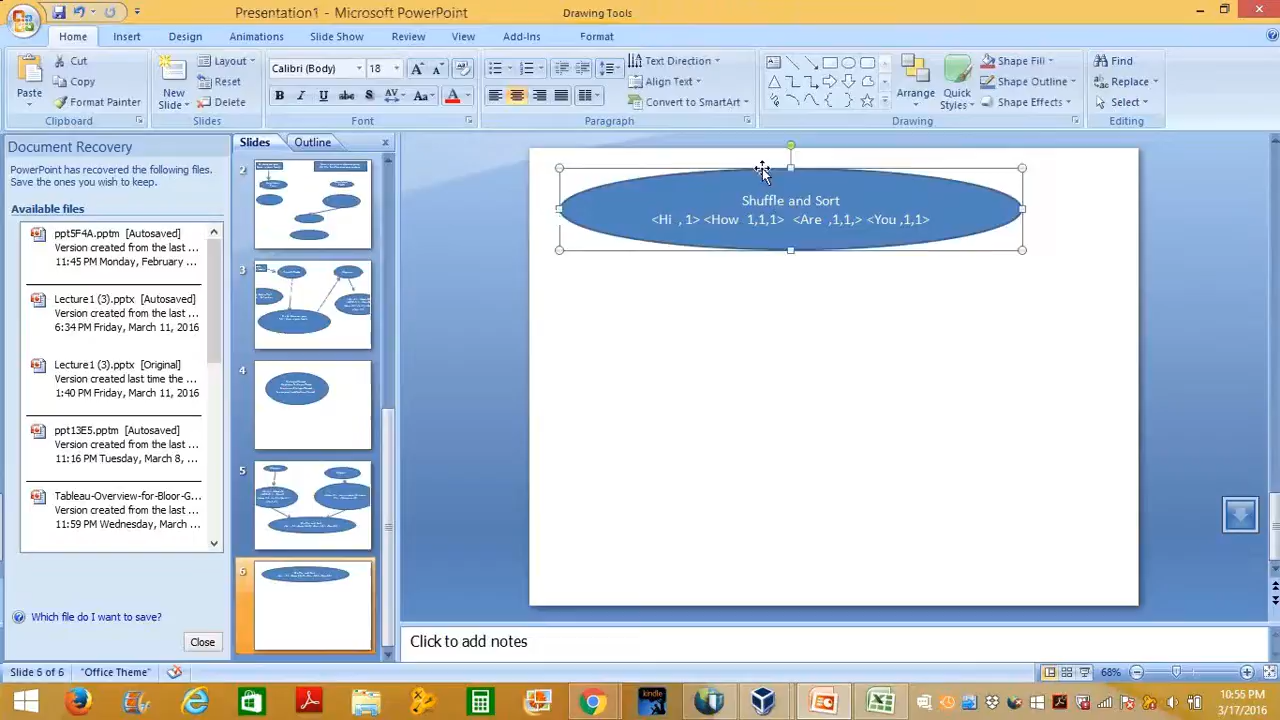 Presentation1 - Microsoft PowerPoint
Drawing Tools
Home Insert Design Animations Slide Show Review View Add-Ins Format
Paste
Cut
Copy
Format Painter
Clipboard
New Slide
Layout
Reset
Delete
Slides
Calibri (Body) 18
Font
Text Direction
Align Text
Convert to SmartArt
Paragraph
Arrange
Quick Styles
Shape Fill
Shape Outline
Shape Effects
Drawing
Find
Replace
Select
Editing
Document Recovery
PowerPoint has recovered the following files.
Save the ones you wish to keep.
Available files
ppt5F4A.pptm [Autosaved]
Version created from the last ...
11:45 PM Monday, February ...
Lecture1 (3).pptx [Autosaved]
Version created from the last ...
6:34 PM Friday, March 11, 2016
Lecture1 (3).pptx [Original]
Version created last time the ...
1:40 PM Friday, March 11, 2016
ppt13E5.pptm [Autosaved]
Version created from the last ...
11:16 PM Tuesday, March 8, ...
Tableau-Overview-for-Bloor-G...
Version created from the last ...
11:59 PM Wednesday, March ...
Which file do I want to save?
Close
Slides Outline
2
3
4
5
6
Shuffle and Sort
<Hi , 1> <How 1,1,1> <Are ,1,1,> <You ,1,1>
Click to add notes
Slide 6 of 6 "Office Theme"
68%
kindle
10:56 PM
3/17/2016